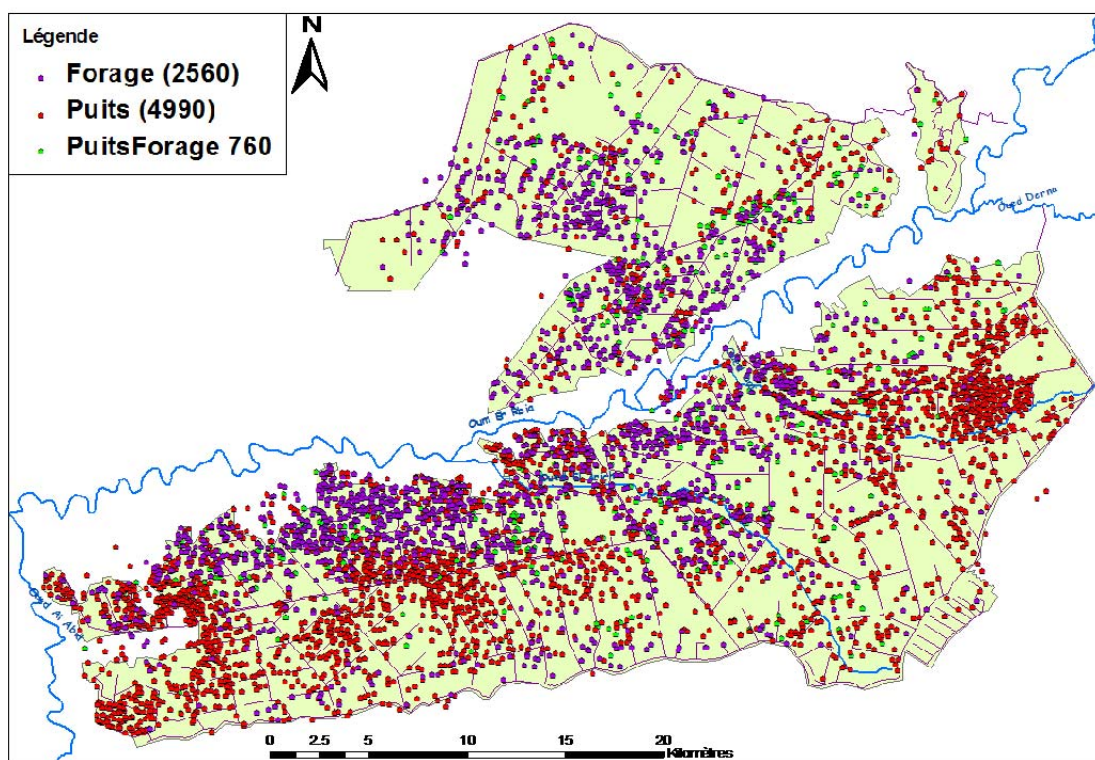 Légende
Forage (2560)
Puits (4990)
PuitsForage 760
N
Oued Derna
Oum Er Rbia
Oued Al Abid
0 2.5 5 10 15 20
Kilomètres